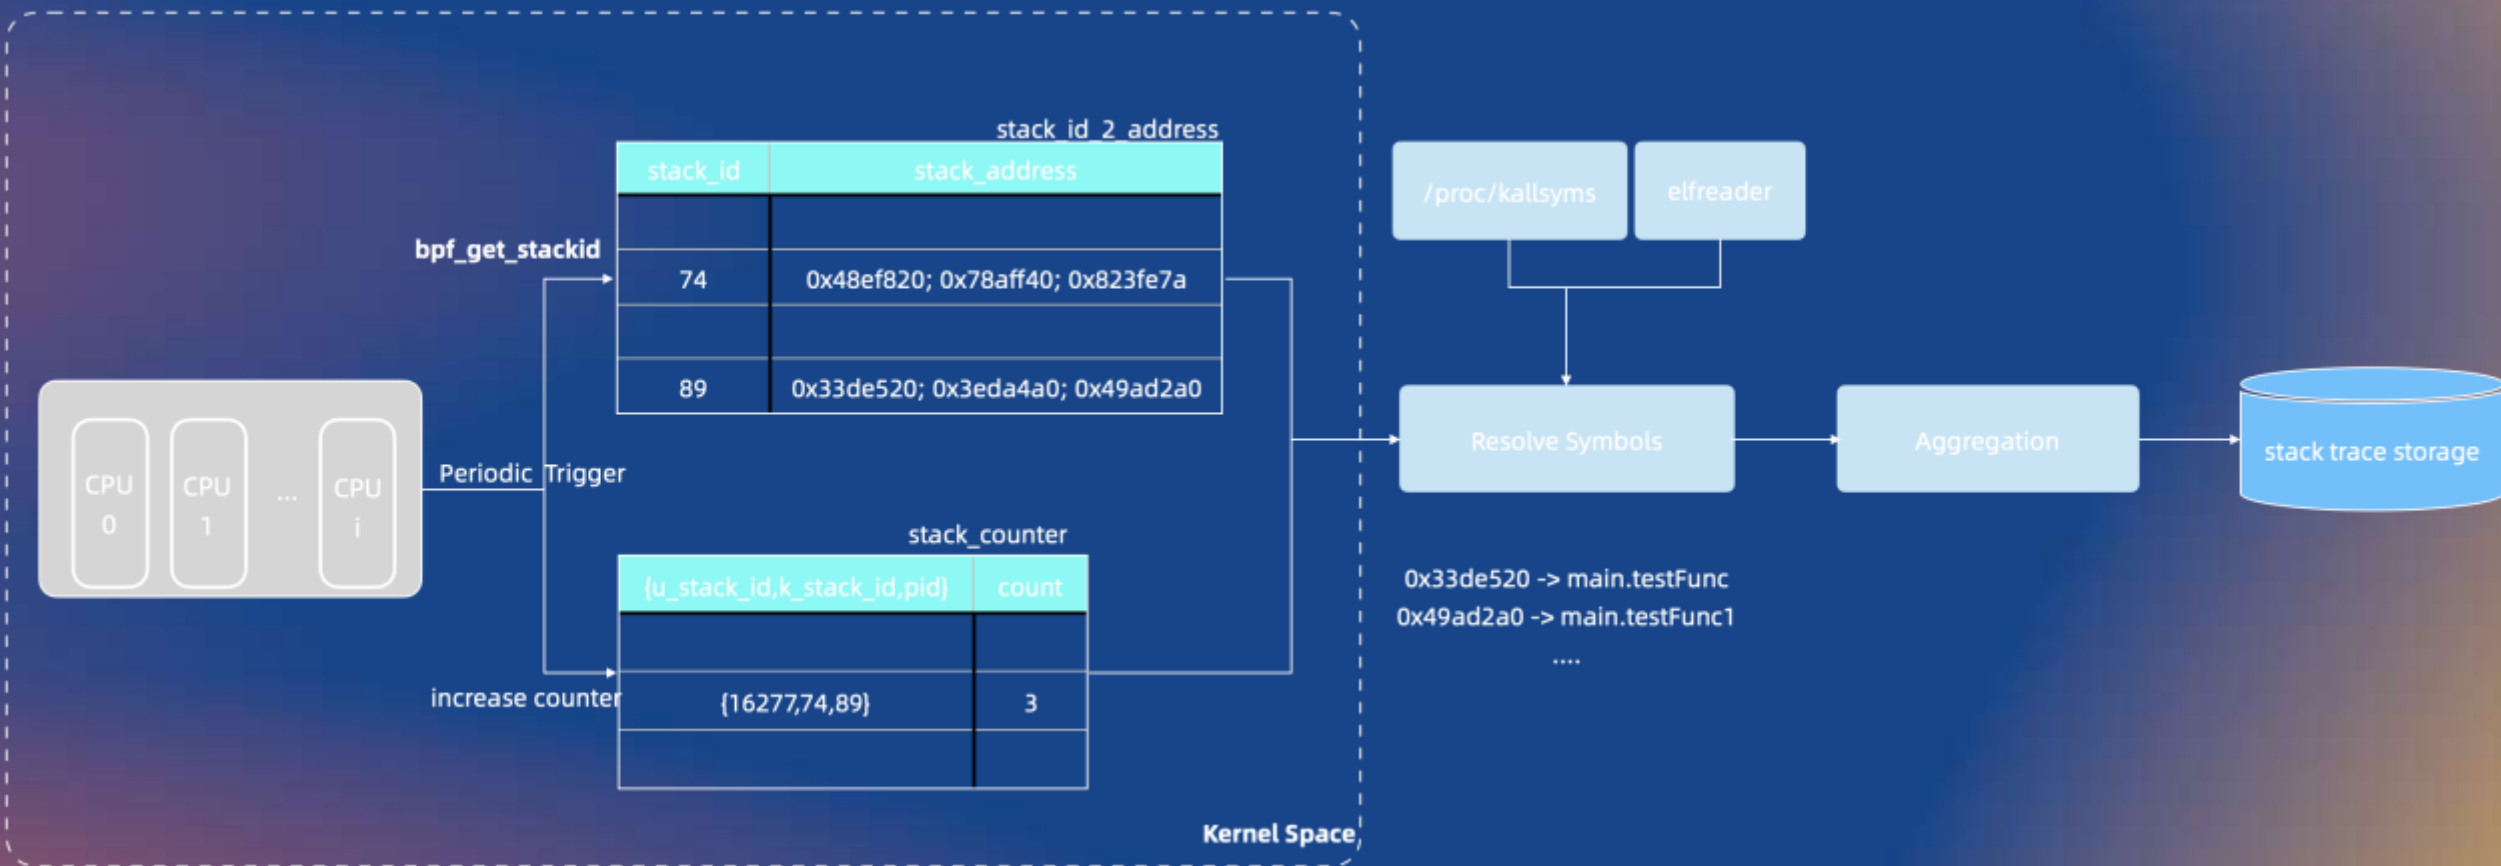 stack_id_2_address
stack_id stack_address
bpf_get_stackid
74 0x48ef820; 0x78aff40; 0x823fe7a
89 0x33de520; 0x3eda4a0; 0x49ad2a0
CPU 0
CPU 1
...
CPU i
Periodic Trigger
stack_counter
{u_stack_id,k_stack_id,pid} count
increase counter
{16277,74,89} 3
Kernel Space
/proc/kallsyms
elfreader
Resolve Symbols
Aggregation
stack trace storage
0x33de520 -> main.testFunc
0x49ad2a0 -> main.testFunc1
....